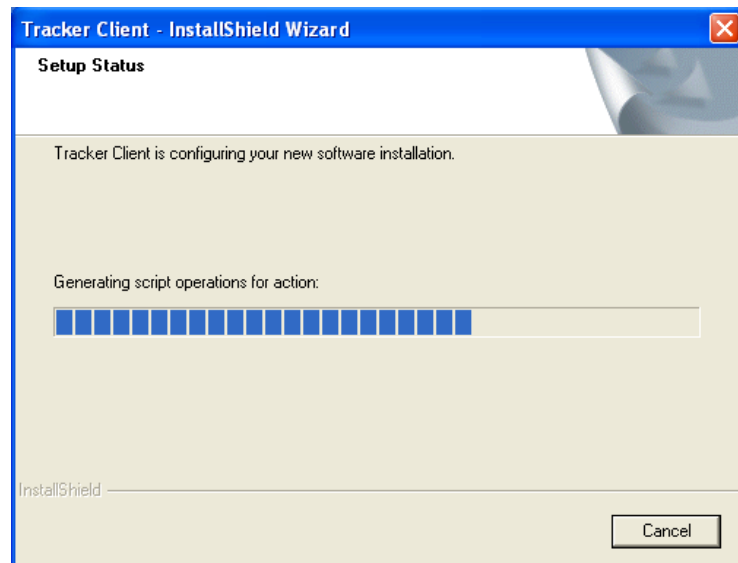 Tracker Client - InstallShield Wizard
Setup Status
Tracker Client is configuring your new software installation.
Generating script operations for action:
InstallShield
Cancel